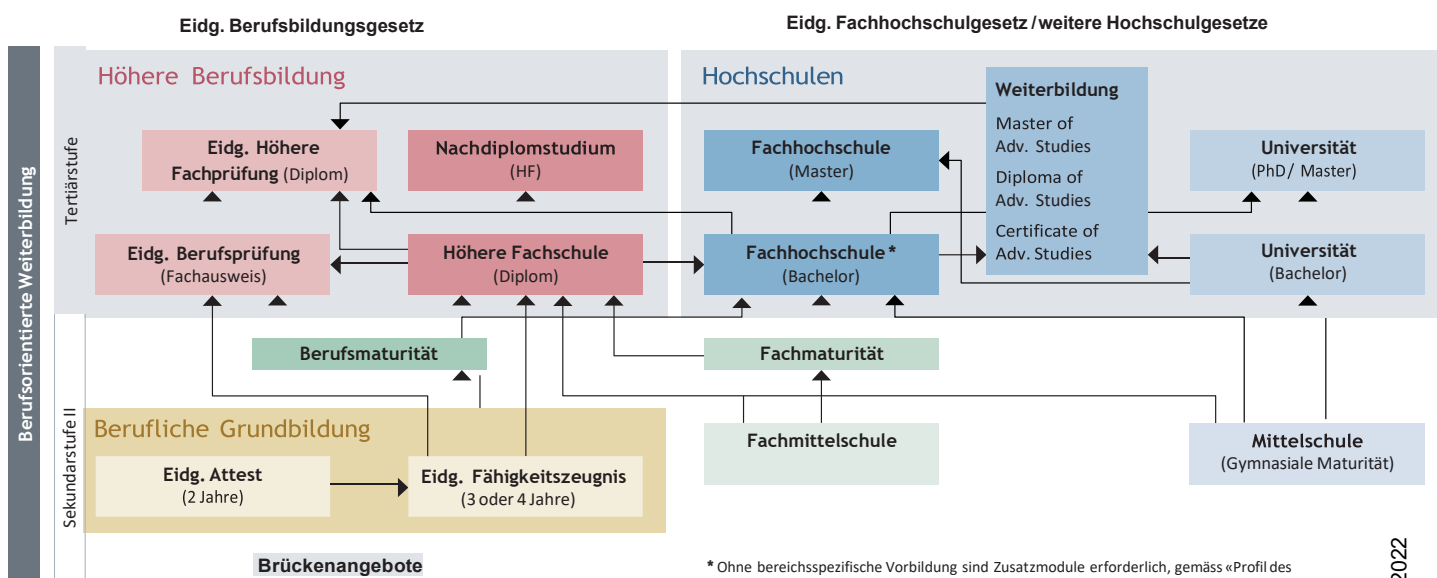 Eidg. Berufsbildungsgesetz
Eidg. Fachhochschulgesetz / weitere Hochschulgesetze
Berufsorientierte Weiterbildung
Tertiärstufe
Höhere Berufsbildung
Hochschulen
Weiterbildung
Master of
Adv. Studies
Diploma of
Adv. Studies
Certificate of
Adv. Studies
Eidg. Höhere
Fachprüfung (Diplom)
Nachdiplomstudium
(HF)
Fachhochschule
(Master)
Universität
(PhD/ Master)
Eidg. Berufsprüfung
(Fachausweis)
Höhere Fachschule
(Diplom)
Fachhochschule*
(Bachelor)
Universität
(Bachelor)
Sekundarstufe II
Berufsmaturität
Fachmaturität
Berufliche Grundbildung
Fachmittelschule
Mittelschule
(Gymnasiale Maturität)
Eidg. Attest
(2 Jahre)
Eidg. Fähigkeitszeugnis
(3 oder 4 Jahre)
Brückenangebote
* Ohne bereichsspezifische Vorbildung sind Zusatzmodule erforderlich, gemäss «Profil des
2022